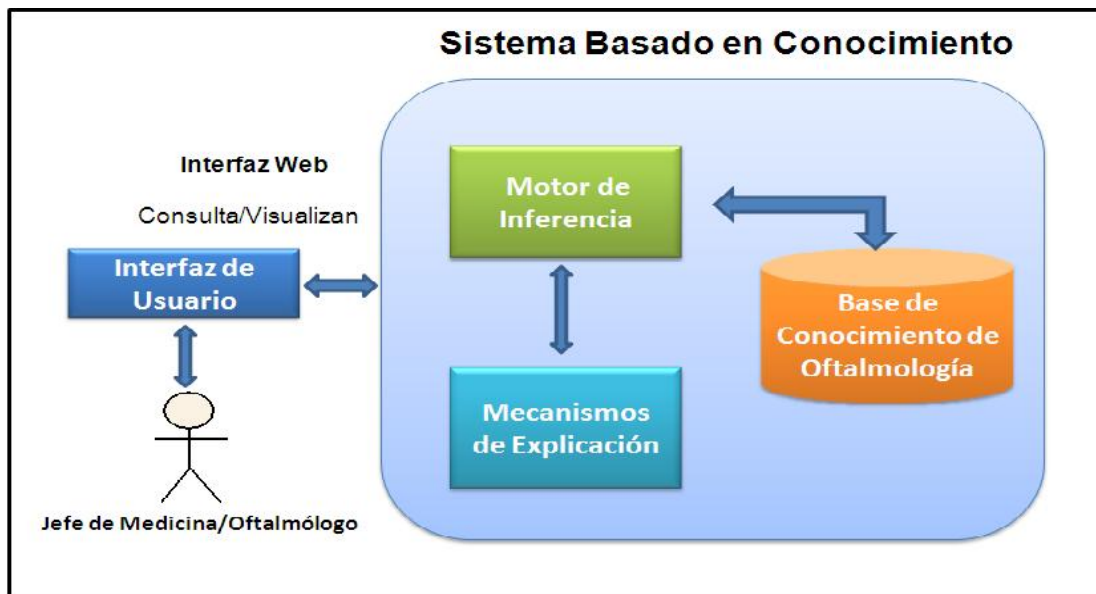 Sistema Basado en Conocimiento
Interfaz Web
Consulta/Visualizan
Interfaz de
Usuario
Jefe de Medicina/Oftalmólogo
Motor de
Inferencia
Mecanismos
de Explicación
Base de
Conocimiento de
Oftalmología